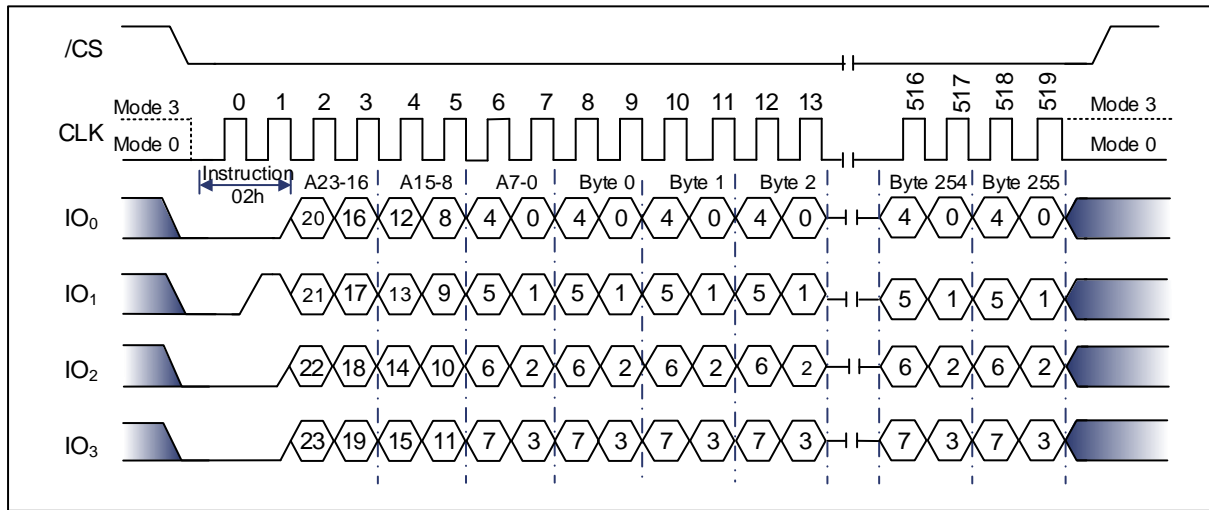 /CS
Mode 3 0 1 2 3 4 5 6 7 8 9 10 11 12 13 516 517 518 519 Mode 3
CLK
Mode 0 Mode 0
Instruction 02h A23-16 A15-8 A7-0 Byte 0 Byte 1 Byte 2 Byte 254 Byte 255
IO0 20 16 12 8 4 0 4 0 4 0 4 0 4 0 4 0
IO1 21 17 13 9 5 1 5 1 5 1 5 1 5 1 5 1
IO2 22 18 14 10 6 2 6 2 6 2 6 2 6 2 6 2
IO3 23 19 15 11 7 3 7 3 7 3 7 3 7 3 7 3